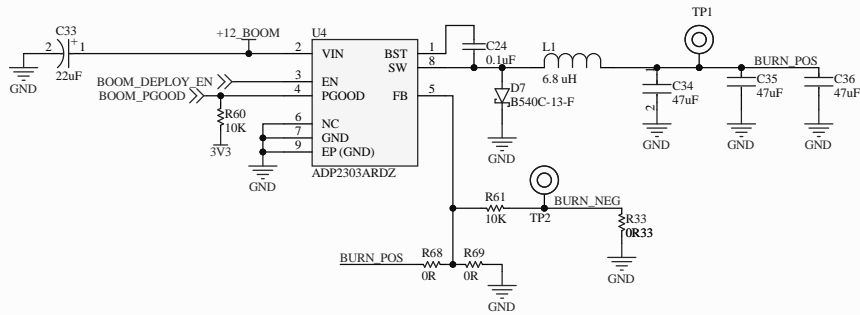 C33
2
+
1
22uF
GND
+12_BOOM
BOOM_DEPLOY_EN
BOOM_PGOOD
R60
10K
3V3
U4
2
VIN
3
EN
4
PGOOD
6
NC
7
GND
9
EP (GND)
BST
1
SW
8
FB
5
ADP2303ARDZ
GND
C24
0.1uF
D7
B540C-13-F
GND
L1
6.8 uH
TP1
BURN_POS
1
C34
2
47uF
GND
C35
47uF
GND
C36
47uF
GND
R61
10K
TP2
BURN_NEG
R33
0R33
GND
BURN_POS
R68
0R
R69
0R
GND